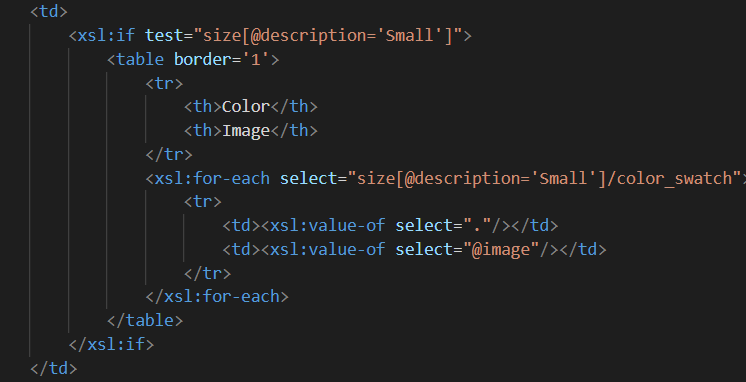 <td>
<xsl:if test="size[@description='Small']">
<table border='1'>
<tr>
<th>Color</th>
<th>Image</th>
</tr>
<xsl:for-each select="size[@description='Small']/color_swatch">
<tr>
<td><xsl:value-of select="."/></td>
<td><xsl:value-of select="@image"/></td>
</tr>
</xsl:for-each>
</table>
</xsl:if>
</td>